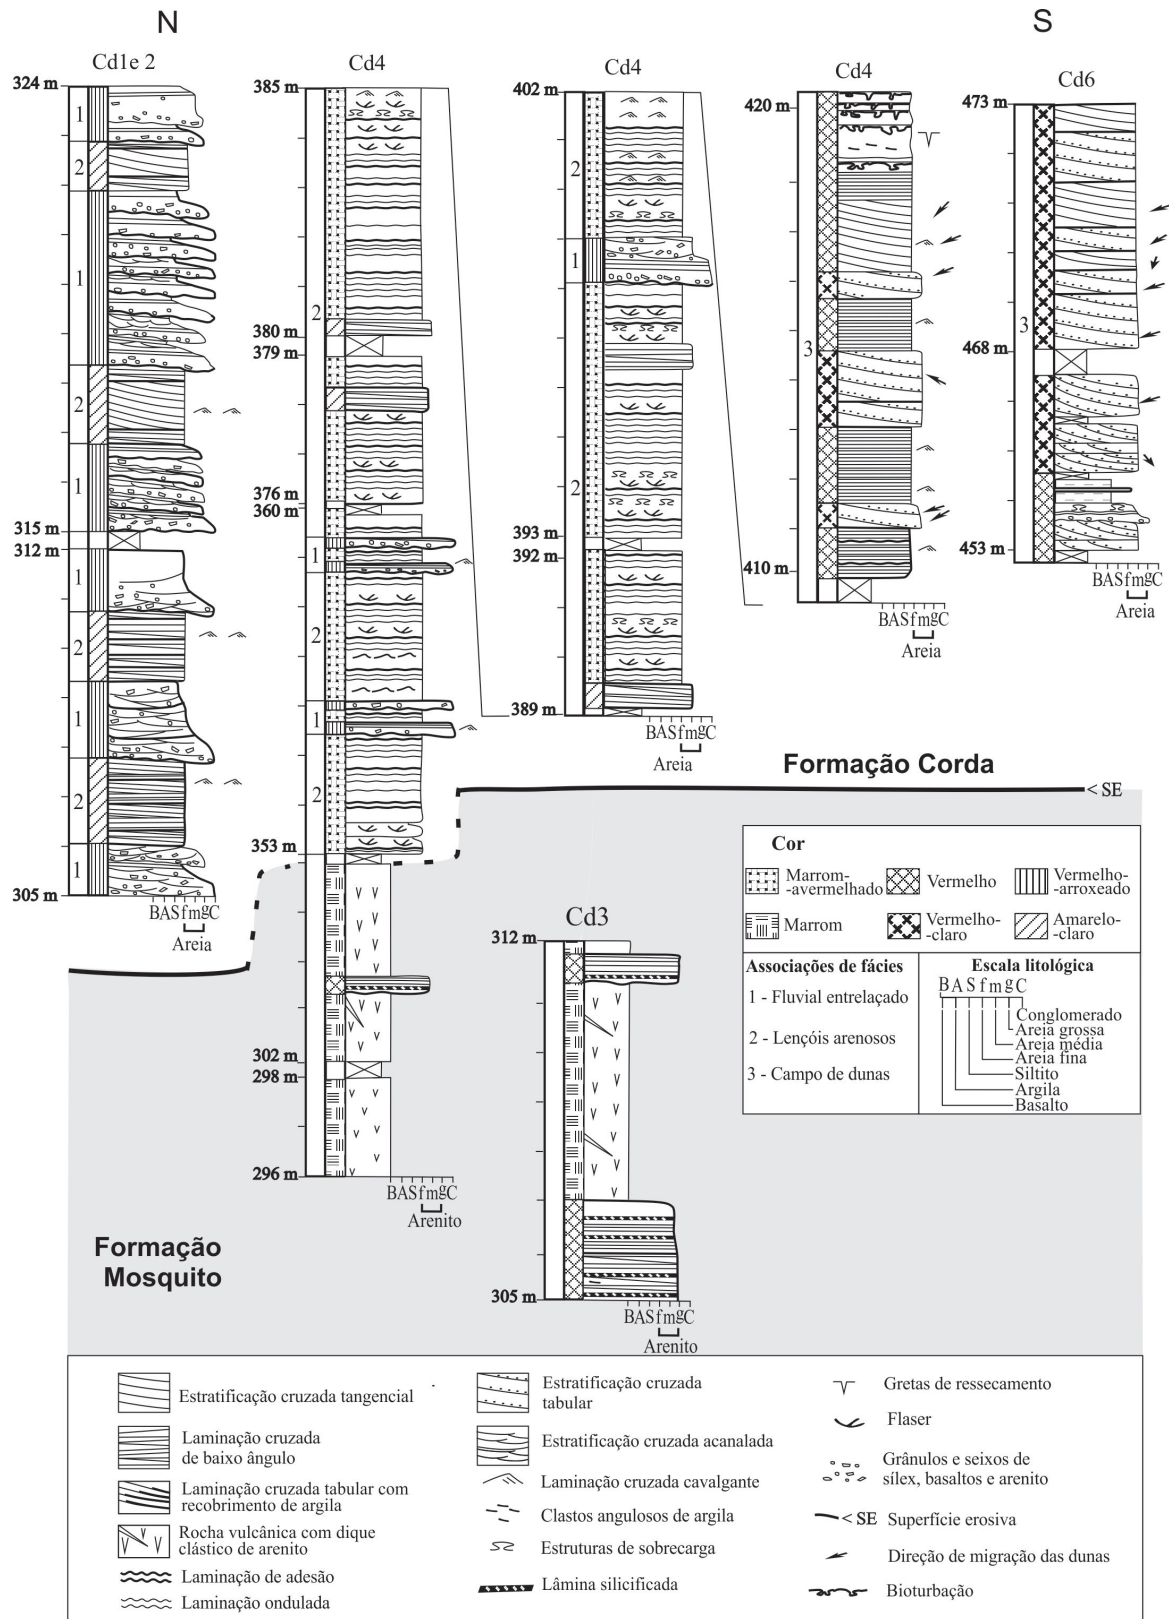 N
S
Cd1e 2
324 m
1
2
1
2
1
315 m
312 m
1
2
1
2
1
305 m
BASfmgC
Areia
Cd4
385 m
2
380 m
379 m
376 m
360 m
1
2
1
2
353 m
302 m
298 m
296 m
BASfmgC
Arenito
Cd4
402 m
2
1
2
393 m
392 m
389 m
BASfmgC
Areia
Cd4
420 m
3
410 m
BASfmgC
Areia
Cd6
473 m
3
468 m
453 m
BASfmgC
Areia
Formação Corda
< SE
Cd3
312 m
305 m
BASfmgC
Arenito
Formação
Mosquito
Cor
Marrom-
-avermelhado
Vermelho
Vermelho-
-arroxeado
Marrom
Vermelho-
-claro
Amarelo-
-claro
Associações de fácies
1 - Fluvial entrelaçado
2 - Lençóis arenosos
3 - Campo de dunas
Escala litológica
B A S f m g C
Conglomerado
Areia grossa
Areia média
Areia fina
Siltito
Argila
Basalto
Estratificação cruzada tangencial
Laminação cruzada
de baixo ângulo
Laminação cruzada tabular com
recobrimento de argila
Rocha vulcânica com dique
clástico de arenito
Laminação de adesão
Laminação ondulada
Estratificação cruzada
tabular
Estratificação cruzada acanalada
Laminação cruzada cavalgante
Clastos angulosos de argila
Estruturas de sobrecarga
Lâmina silicificada
Gretas de ressecamento
Flaser
Grânulos e seixos de
sílex, basaltos e arenito
< SE Superfície erosiva
Direção de migração das dunas
Bioturbação